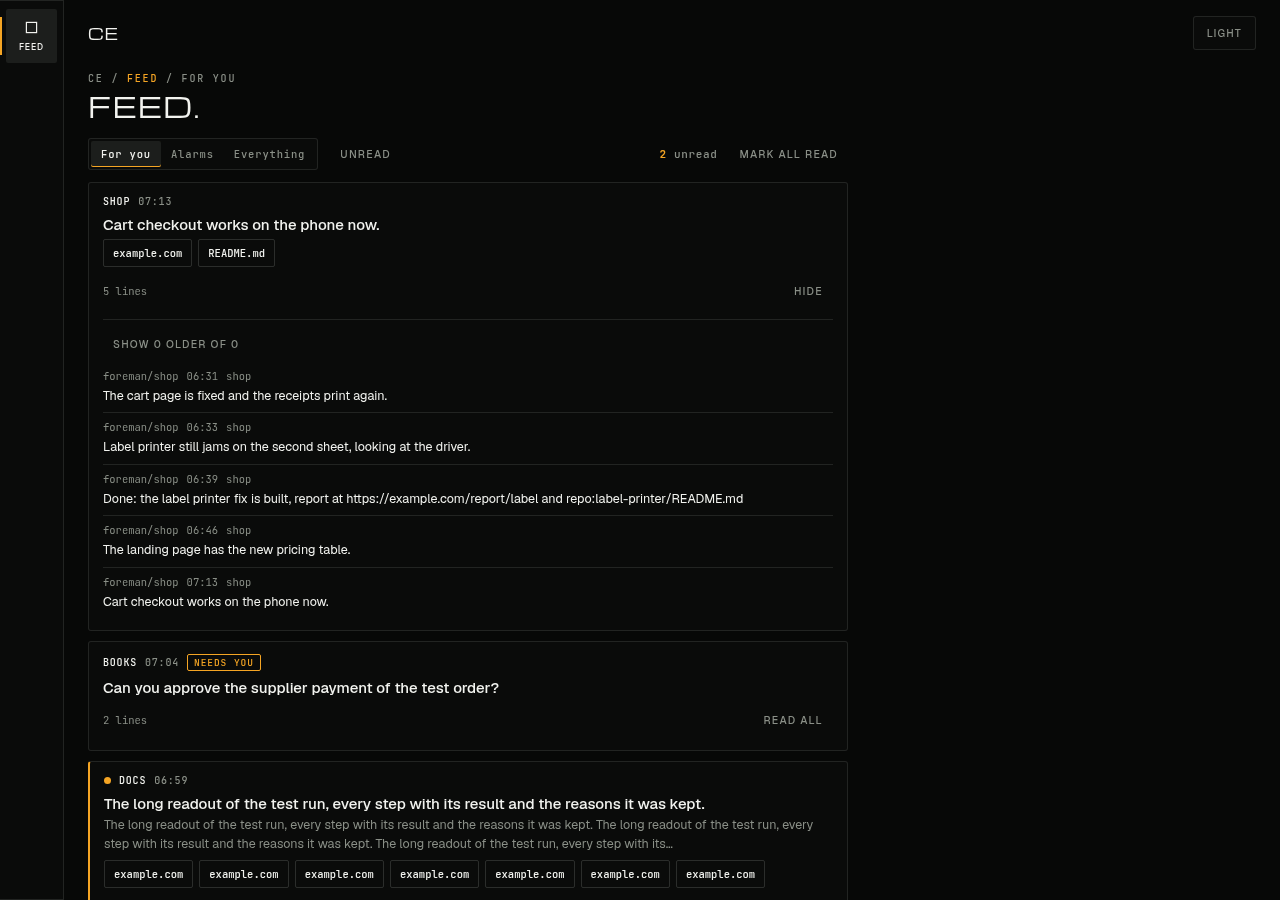 FEED
CE
LIGHT
CE / FEED / FOR YOU
FEED.
For you Alarms Everything UNREAD 2 unread MARK ALL READ
SHOP 07:13
Cart checkout works on the phone now.
example.com README.md
5 lines HIDE
SHOW 0 OLDER OF 0
foreman/shop 06:31 shop
The cart page is fixed and the receipts print again.
foreman/shop 06:33 shop
Label printer still jams on the second sheet, looking at the driver.
foreman/shop 06:39 shop
Done: the label printer fix is built, report at https://example.com/report/label and repo:label-printer/README.md
foreman/shop 06:46 shop
The landing page has the new pricing table.
foreman/shop 07:13 shop
Cart checkout works on the phone now.
BOOKS 07:04 NEEDS YOU
Can you approve the supplier payment of the test order?
2 lines READ ALL
DOCS 06:59
The long readout of the test run, every step with its result and the reasons it was kept.
The long readout of the test run, every step with its result and the reasons it was kept. The long readout of the test run, every
step with its result and the reasons it was kept. The long readout of the test run, every step with its…
example.com example.com example.com example.com example.com example.com example.com